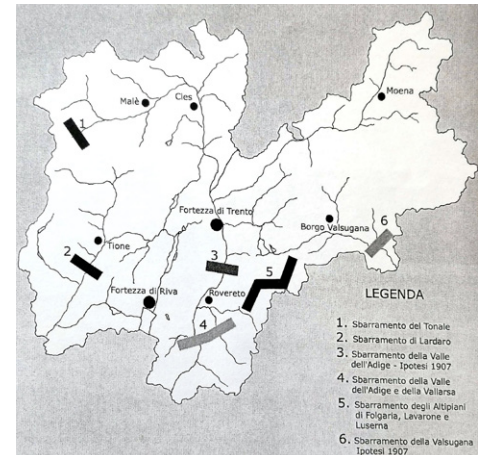 Moena
Malè
Cles
1
Fortezza di Trento
Borgo Valsugana
6
2
Tione
3
5
Fortezza di Riva
Rovereto
4
LEGENDA
1. Sbarramento del Tonale
2. Sbarramento di Lardaro
3. Sbarramento della Valle
dell'Adige - Ipotesi 1907
4. Sbarramento della Valle
dell'Adige e della Vallarsa
5. Sbarramento degli Altipiani
di Folgaria, Lavarone e
Luserna
6. Sbarramento della Valsugana
Ipotesi 1907